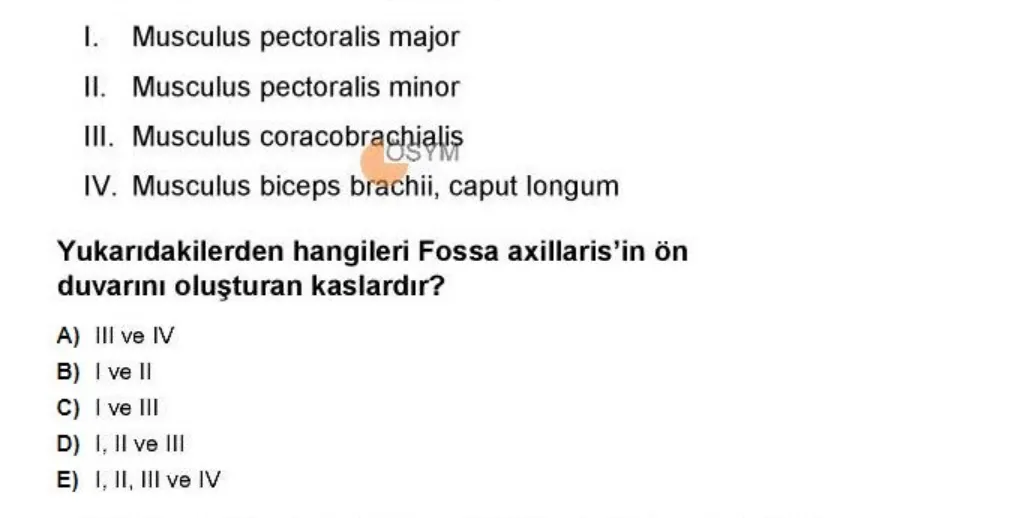 I. Musculus pectoralis major
II. Musculus pectoralis minor
III. Musculus coracobrachialis
ÖSYM
IV. Musculus biceps brachii, caput longum
Yukarıdakilerden hangileri Fossa axillaris’in ön
duvarını oluşturan kaslardır?
A) III ve IV
B) I ve II
C) I ve III
D) I, II ve III
E) I, II, III ve IV